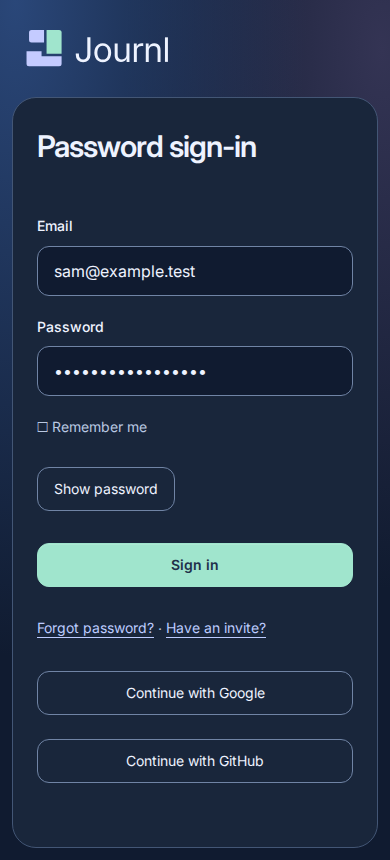 Journl
Password sign-in
Email
sam@example.test
Password
•••••••••••••••••
☐ Remember me
Show password
Sign in
Forgot password? · Have an invite?
Continue with Google
Continue with GitHub